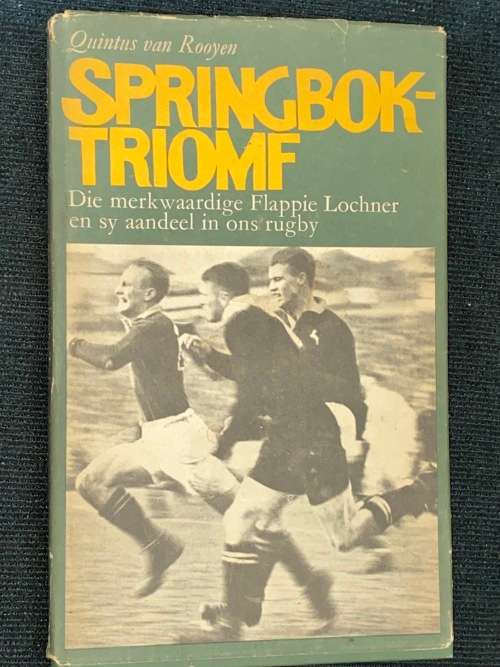 Quintus van Rooyen
SPRINGBOK-
TRIOMF
Die merkwaardige Flappie Lochner
en sy aandeel in ons rugby